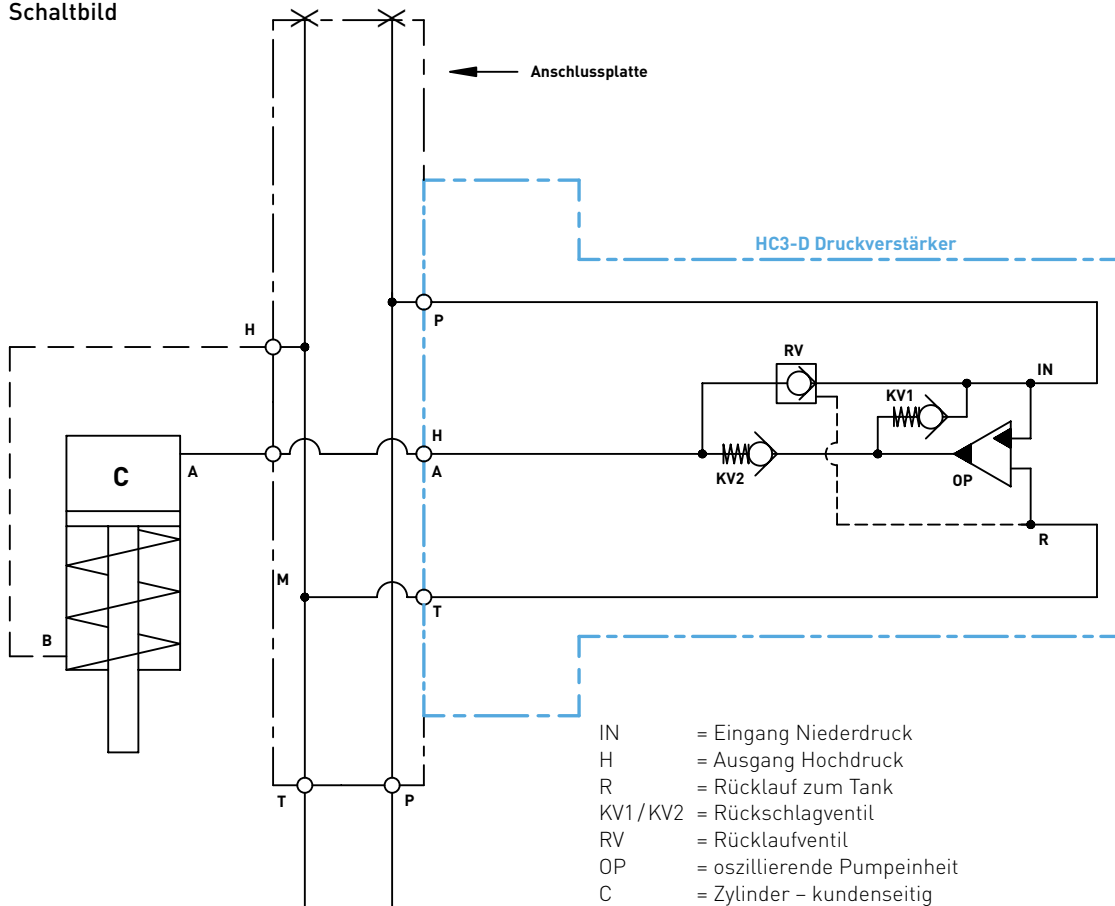 Schaltbild
Anschlussplatte
HC3-D Druckverstärker
P
H
RV
IN
KV1
H
A
C
A
KV2
OP
R
M
T
B
T
P
IN = Eingang Niederdruck
H = Ausgang Hochdruck
R = Rücklauf zum Tank
KV1/KV2 = Rückschlagventil
RV = Rücklaufventil
OP = oszillierende Pumpeinheit
C = Zylinder – kundenseitig